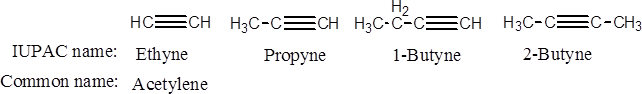 H₂
HC≡CH H₃C-C≡CH H₃C-C-C≡CH H₃C-C≡C-CH₃
IUPAC name: Ethyne Propyne 1-Butyne 2-Butyne
Common name: Acetylene